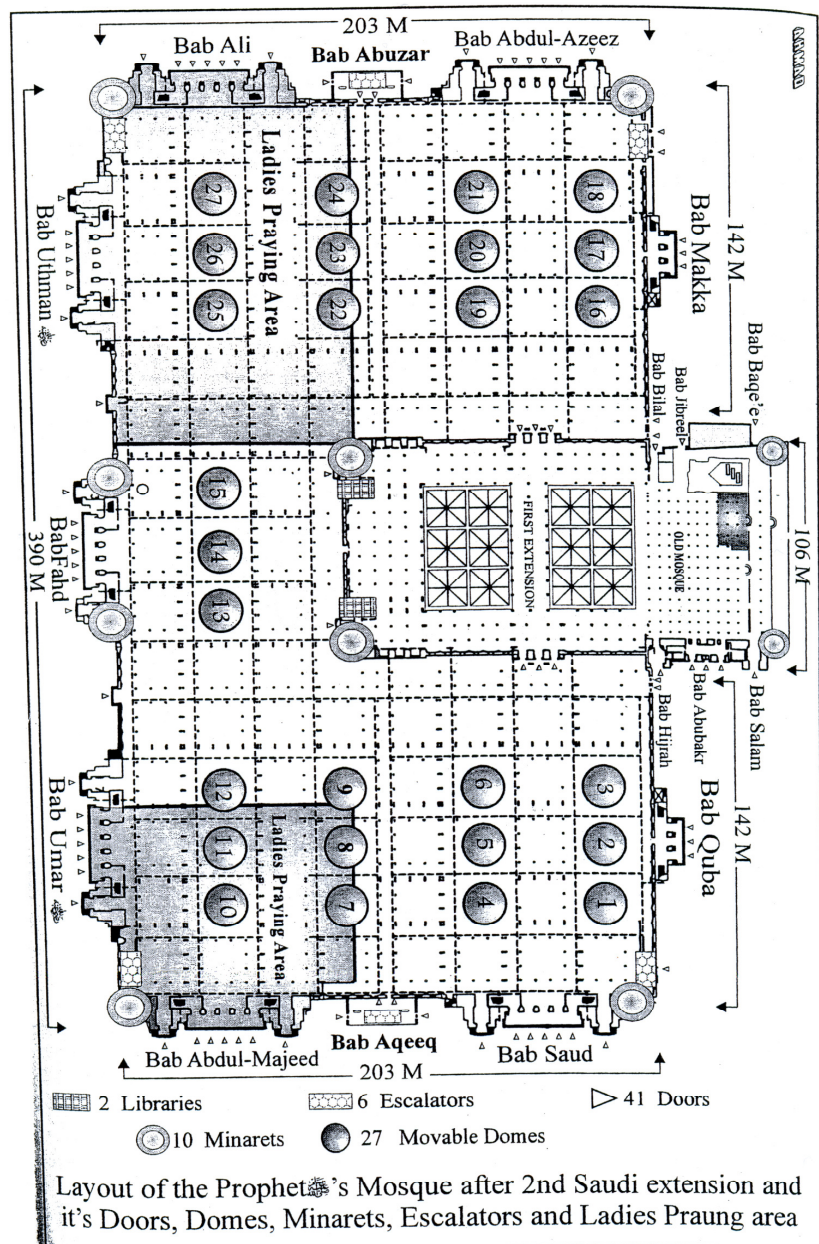 203 M
Bab Ali
Bab Abuzar
Bab Abdul-Azeez
142 M
Bab Makka
Bab Uthman
Ladies Praying Area
27
24
21
18
26
23
20
17
25
22
19
16
Bab Baqe'e
Bab Jibreel
Bab Bilal
106 M
OLD MOSQUE
FIRST EXTENSION
15
14
13
BabFahd
390 M
Bab Salam
Bab Abubakr
Bab Hijrah
142 M
Bab Quba
12
9
6
3
11
8
5
2
10
7
4
1
Ladies Praying Area
Bab Umar
Bab Abdul-Majeed
Bab Aqeeq
Bab Saud
203 M
2 Libraries
6 Escalators
41 Doors
10 Minarets
27 Movable Domes
Layout of the Prophetﷺ's Mosque after 2nd Saudi extension and
it's Doors, Domes, Minarets, Escalators and Ladies Praung area